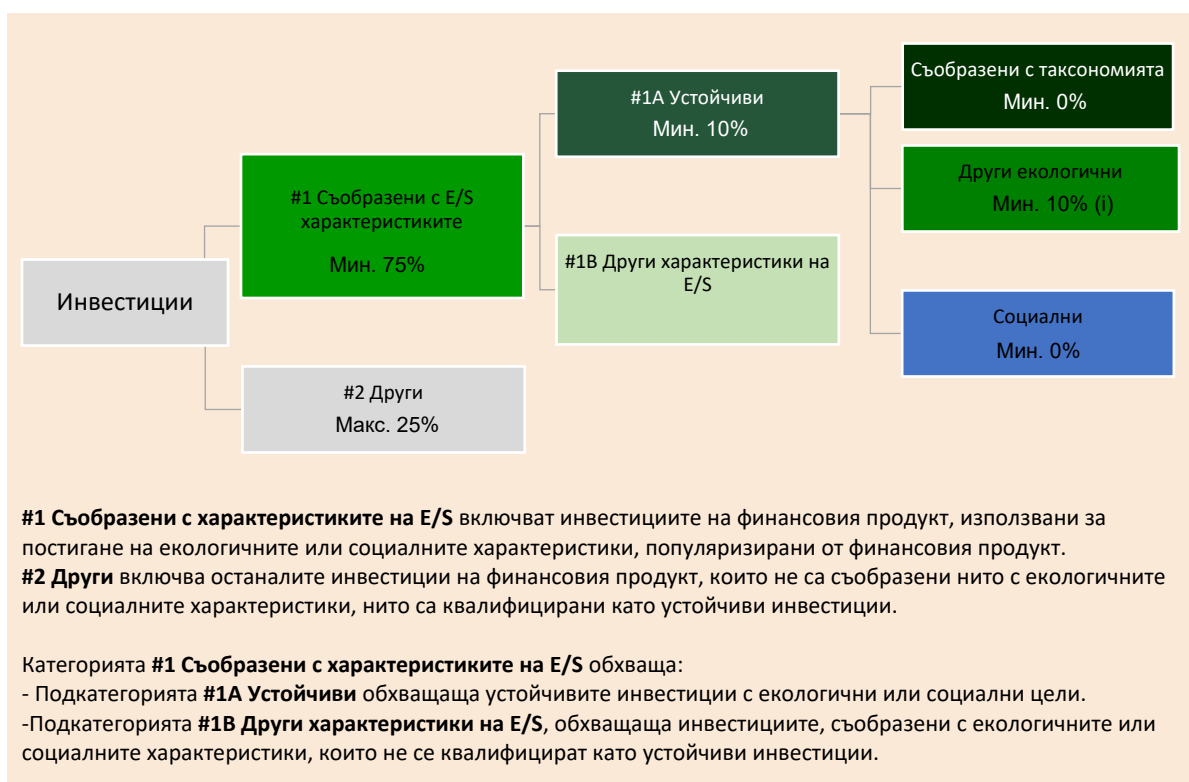 Инвестиции
#1 Съобразени с E/S
характеристиките
Мин. 75%
#2 Други
Макс. 25%
#1A Устойчиви
Мин. 10%
#1B Други характеристики на
E/S
Съобразени с таксономията
Мин. 0%
Други екологични
Мин. 10% (i)
Социални
Мин. 0%
#1 Съобразени с характеристиките на E/S включват инвестициите на финансовия продукт, използвани за
постигане на екологичните или социалните характеристики, популяризирани от финансовия продукт.
#2 Други включва останалите инвестиции на финансовия продукт, които не са съобразени нито с екологичните
или социалните характеристики, нито са квалифицирани като устойчиви инвестиции.
Категорията #1 Съобразени с характеристиките на E/S обхваща:
- Подкатегорията #1A Устойчиви обхващаща устойчивите инвестиции с екологични или социални цели.
-Подкатегорията #1B Други характеристики на E/S, обхващаща инвестициите, съобразени с екологичните или
социалните характеристики, които не се квалифицират като устойчиви инвестиции.